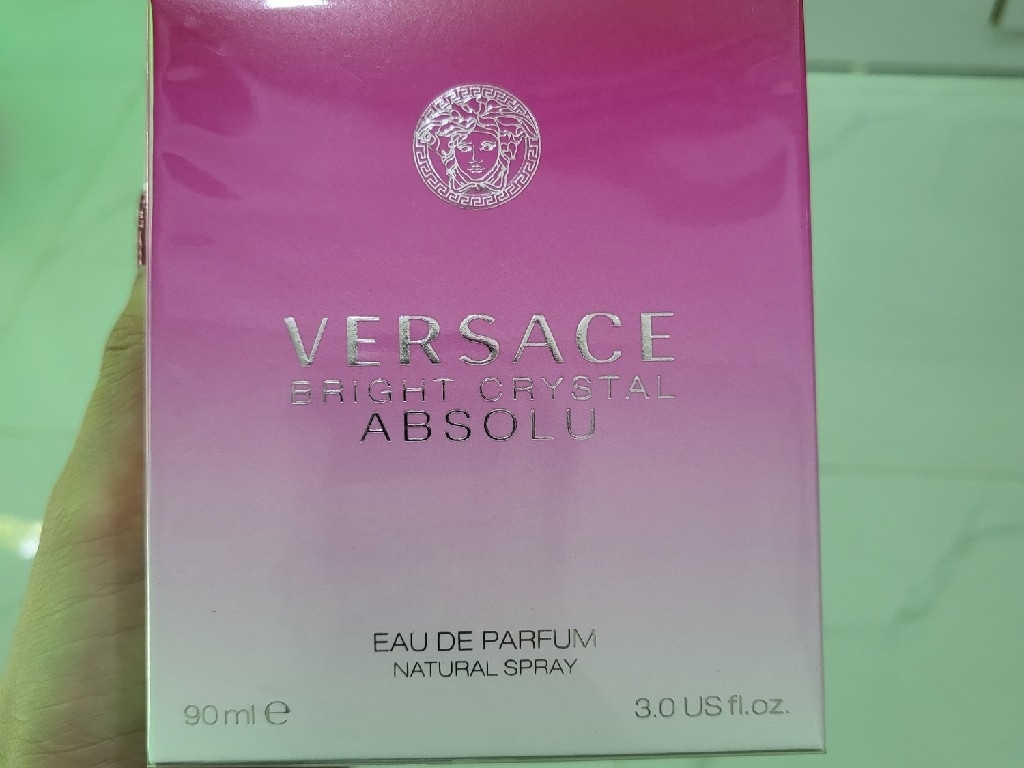 VERSACE
BRIGHT CRYSTAL
ABSOLU
EAU DE PARFUM
NATURAL SPRAY
90 ml ℮
3.0 US fl.oz.